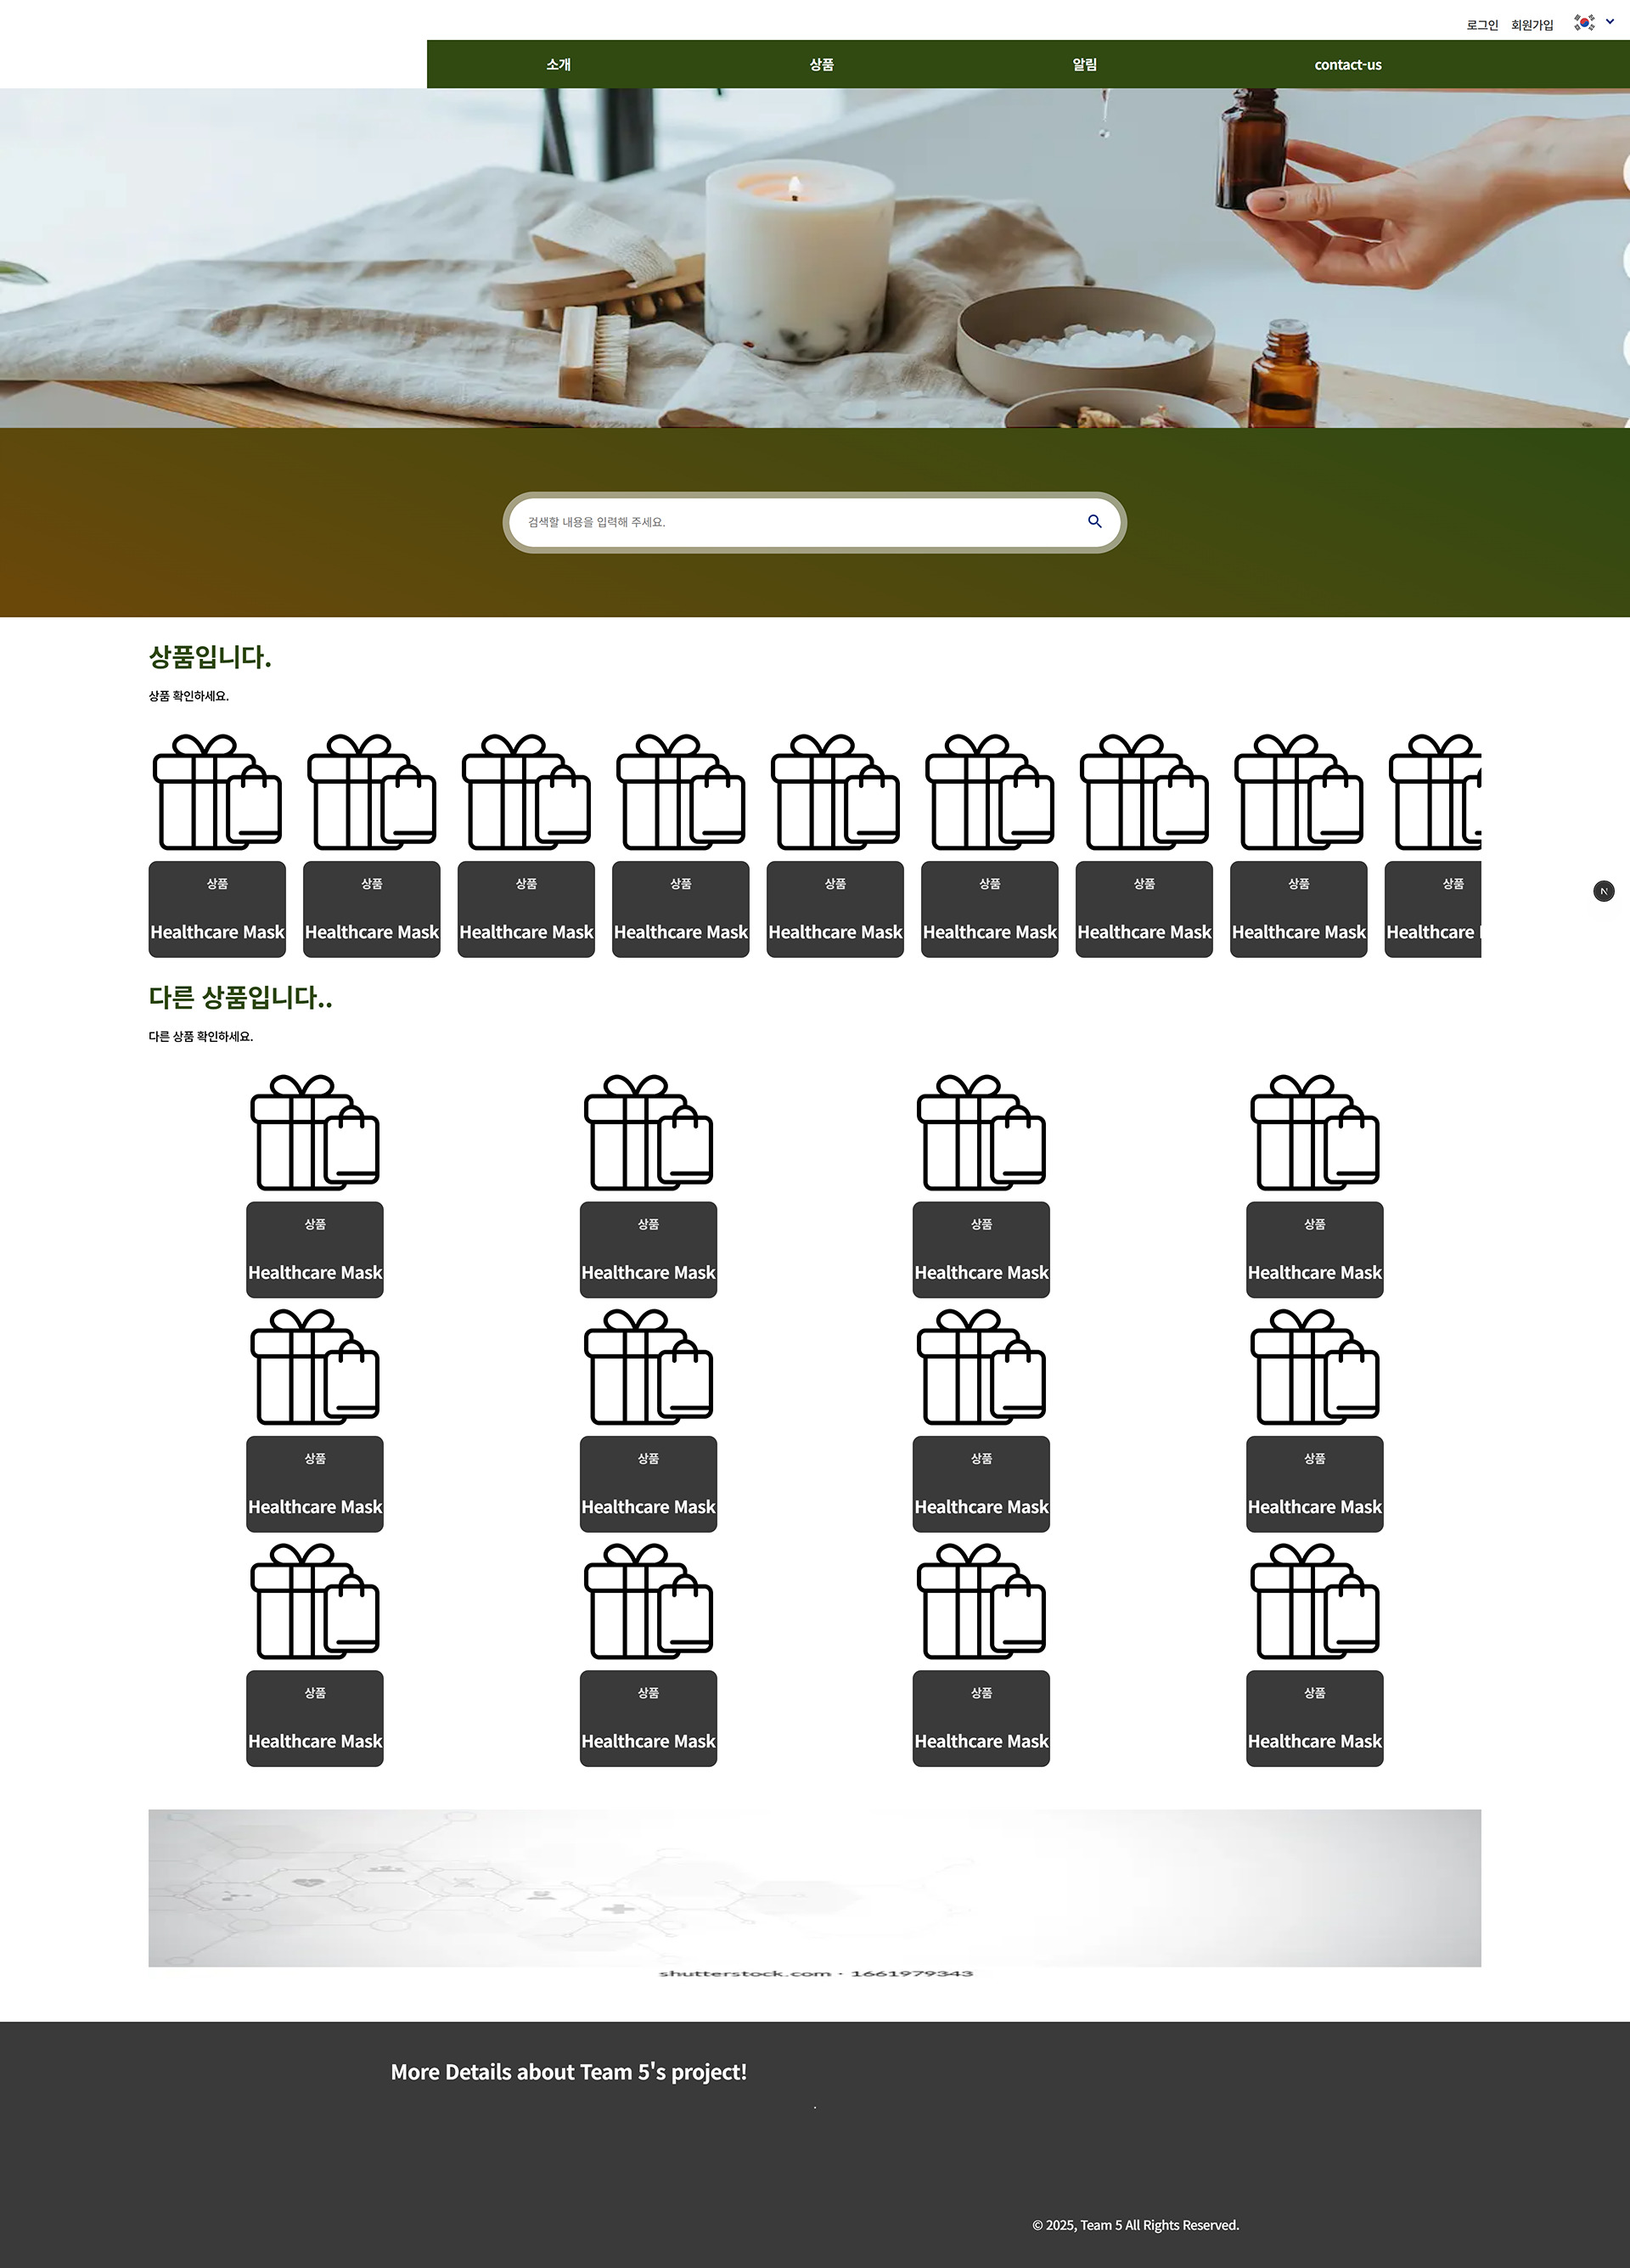 로그인 회원가입
소개 상품 알림 contact-us
검색할 내용을 입력해 주세요.
상품입니다.
상품 확인하세요.
상품 상품 상품 상품 상품 상품 상품 상품 상품
Healthcare Mask Healthcare Mask Healthcare Mask Healthcare Mask Healthcare Mask Healthcare Mask Healthcare Mask Healthcare Mask Healthcare
N
다른 상품입니다..
다른 상품 확인하세요.
상품 상품 상품 상품
Healthcare Mask Healthcare Mask Healthcare Mask Healthcare Mask
상품 상품 상품 상품
Healthcare Mask Healthcare Mask Healthcare Mask Healthcare Mask
상품 상품 상품 상품
Healthcare Mask Healthcare Mask Healthcare Mask Healthcare Mask
shutterstock.com · 1661979343
More Details about Team 5's project!
.
© 2025, Team 5 All Rights Reserved.